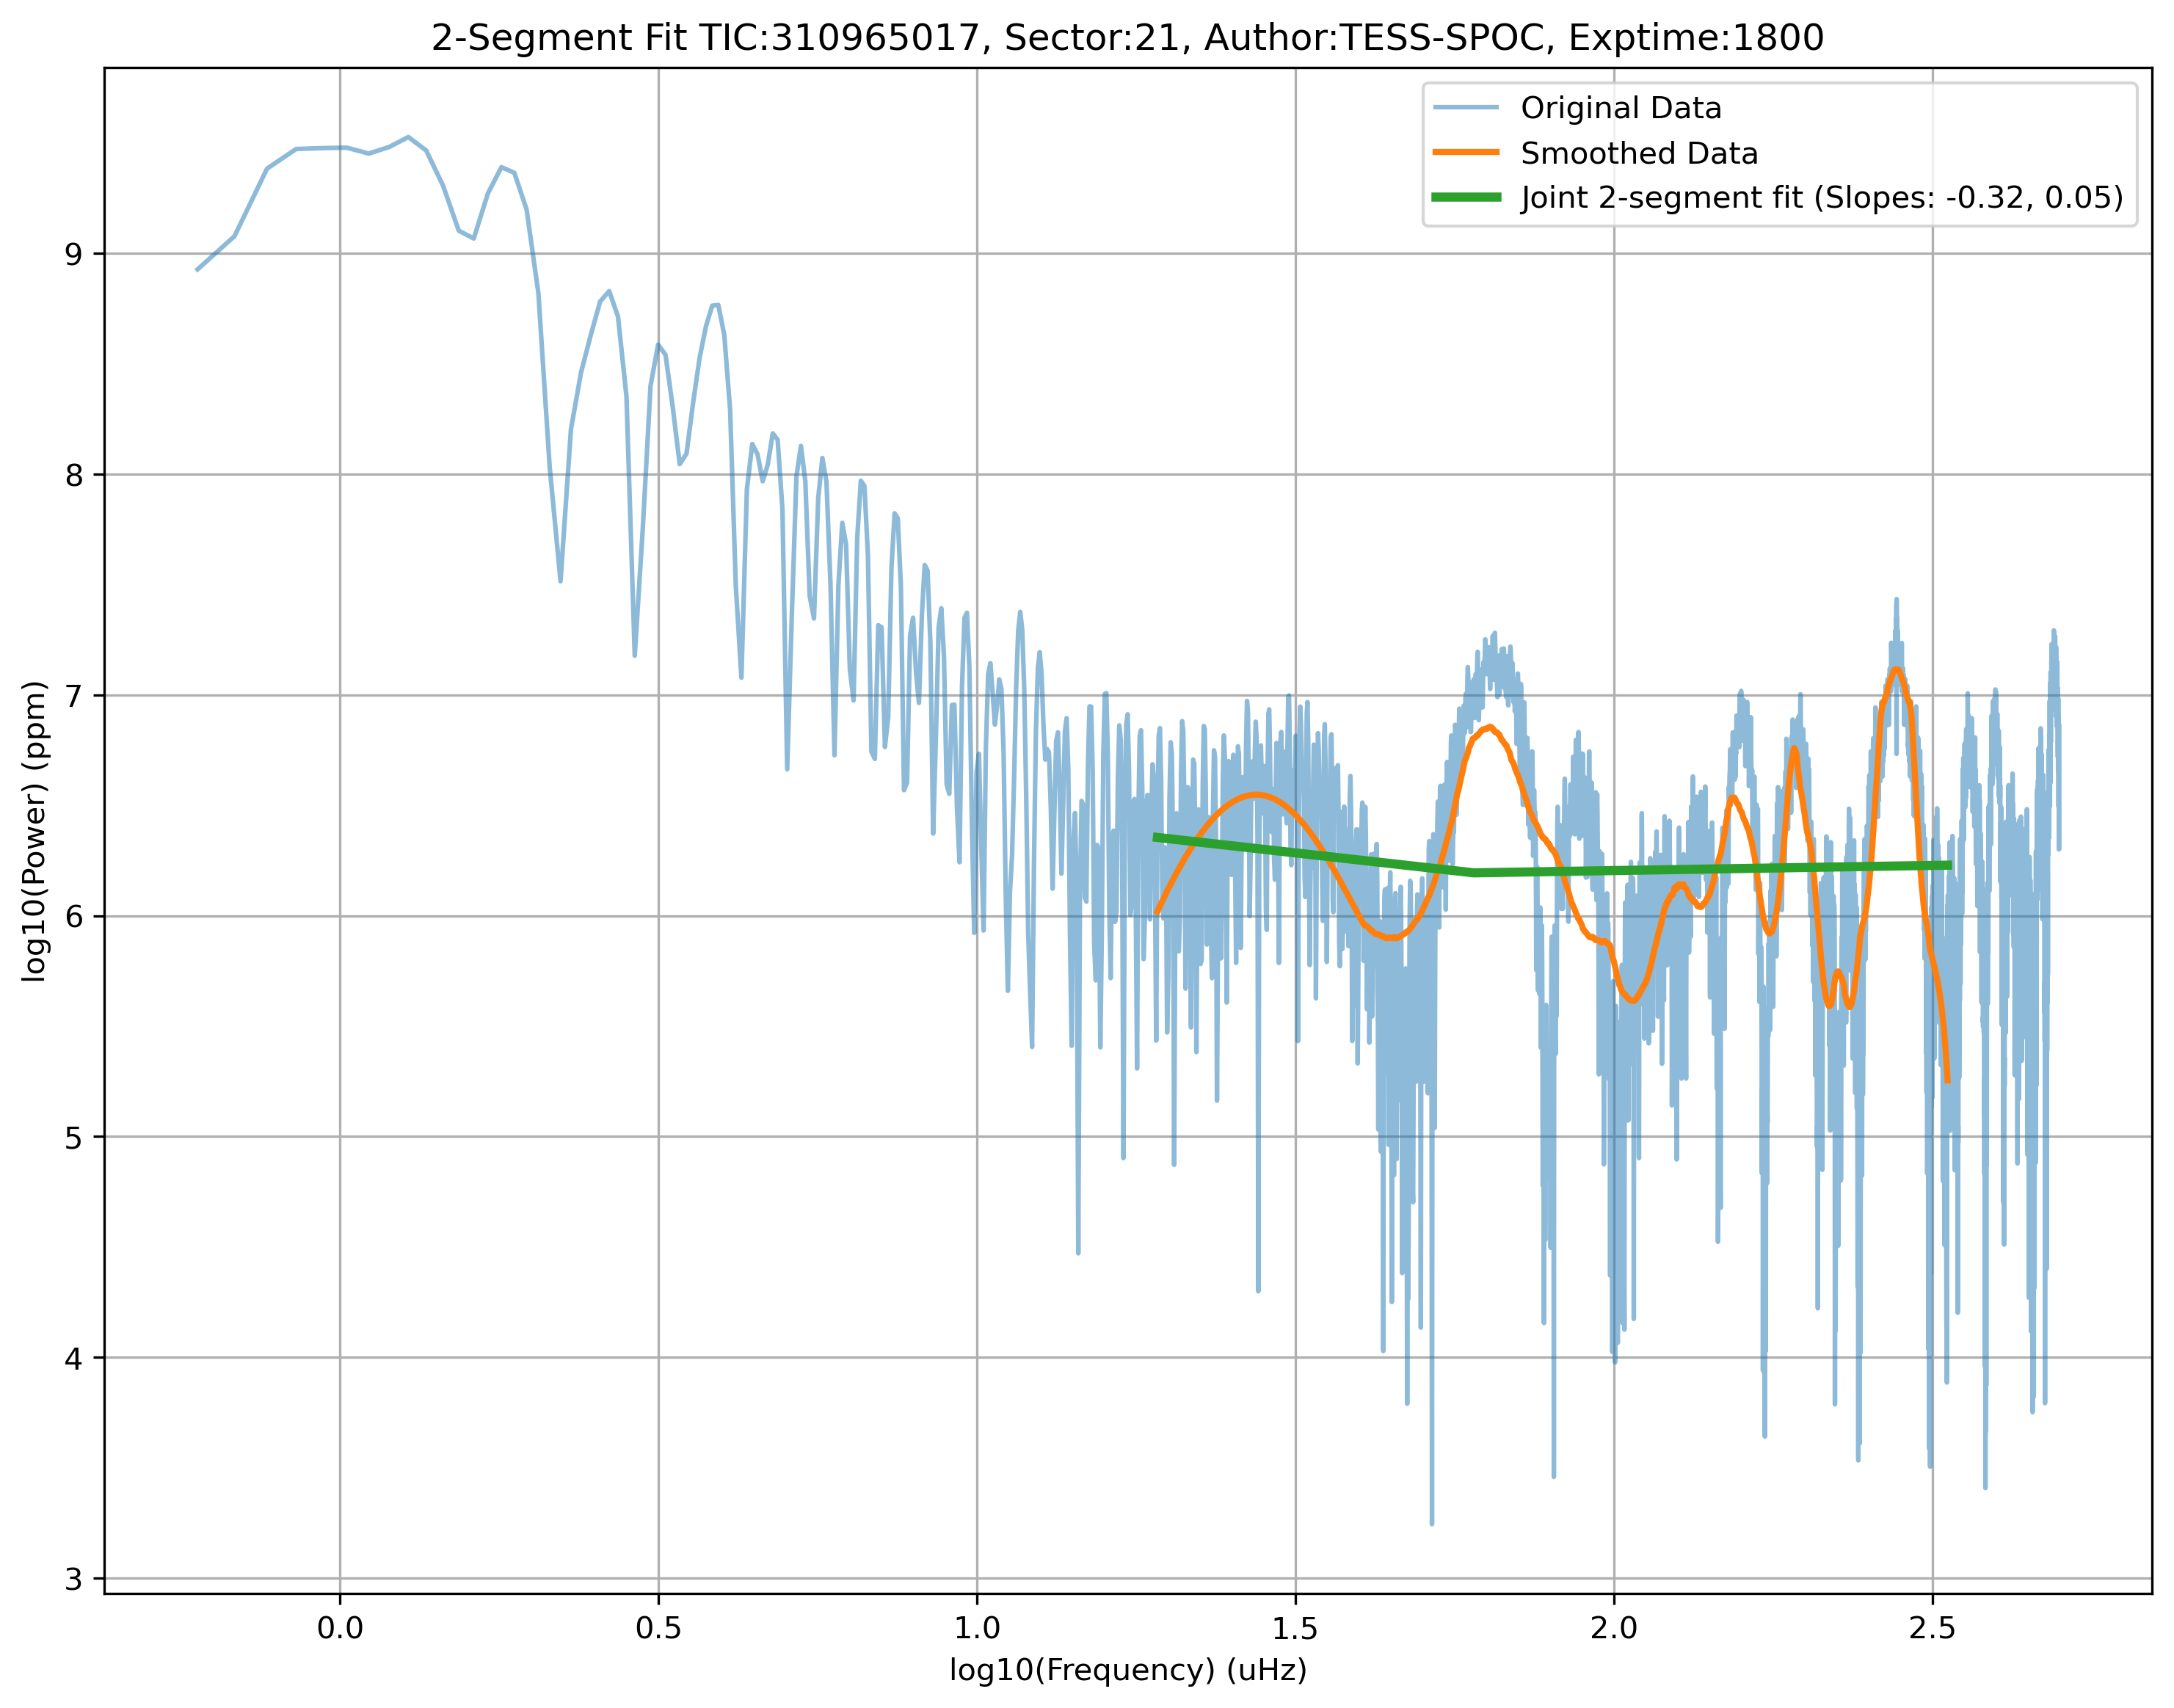 2-Segment Fit TIC:310965017, Sector:21, Author:TESS-SPOC, Exptime:1800
Original Data
Smoothed Data
Joint 2-segment fit (Slopes: -0.32, 0.05)
log10(Power) (ppm)
9
8
7
6
5
4
3
0.0 0.5 1.0 1.5 2.0 2.5
log10(Frequency) (uHz)